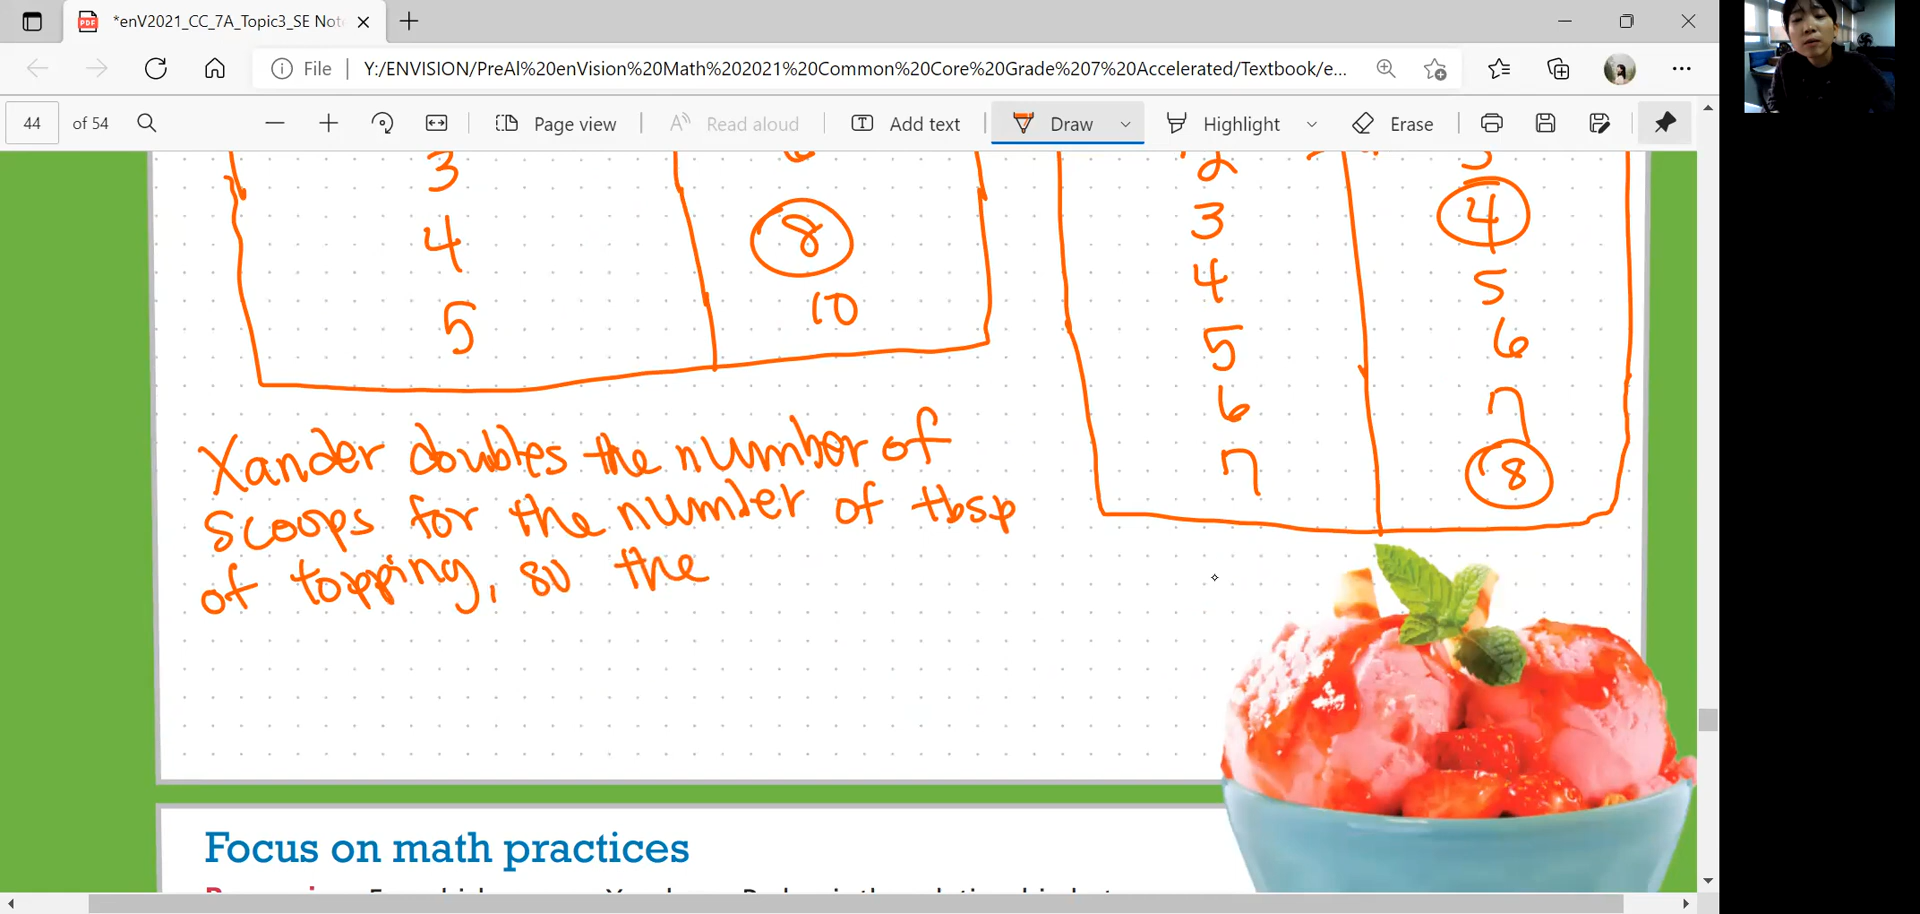 *enV2021_CC_7A_Topic3_SE Not
File Y:/ENVISION/PreAl%20enVision%20Math%202021%20Common%20Core%20Grade%207%20Accelerated/Textbook/e...
44 of 54 Page view Read aloud Add text Draw Highlight Erase
3
4 8
5 10
2 3
3 4
4 5
5 6
6 7
7 8
Xander doubles the number of
scoops for the number of tbsp
of topping, so the
Focus on math practices